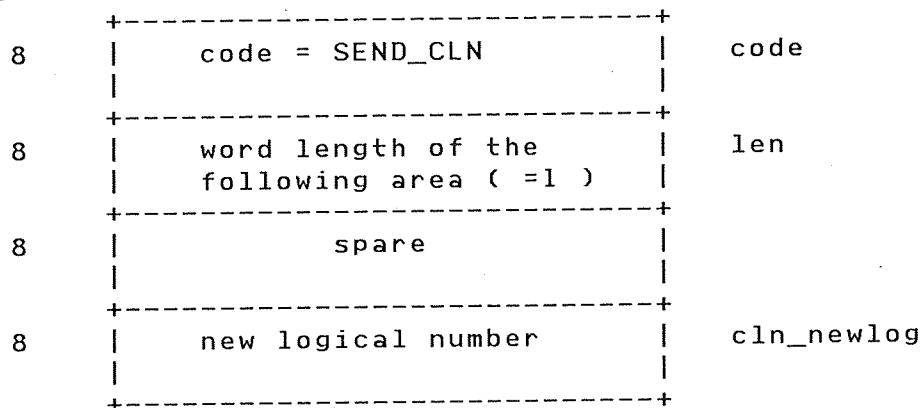 +-----------------------------+
8 | code = SEND_CLN | code
| |
+-----------------------------+
8 | word length of the | len
| following area ( =1 ) |
+-----------------------------+
8 | spare |
| |
+-----------------------------+
8 | new logical number | cln_newlog
| |
+-----------------------------+